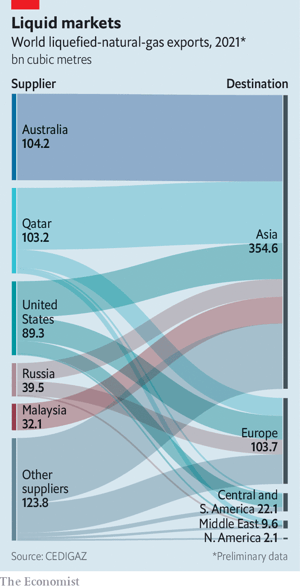 Liquid markets
World liquefied-natural-gas exports, 2021*
bn cubic metres
Supplier
Destination
Australia
104.2
Qatar
103.2
Asia
354.6
United
States
89.3
Russia
39.5
Malaysia
32.1
Europe
103.7
Other
suppliers
123.8
Central and
S. America 22.1
Middle East 9.6
N. America 2.1
Source: CEDIGAZ
*Preliminary data
The Economist